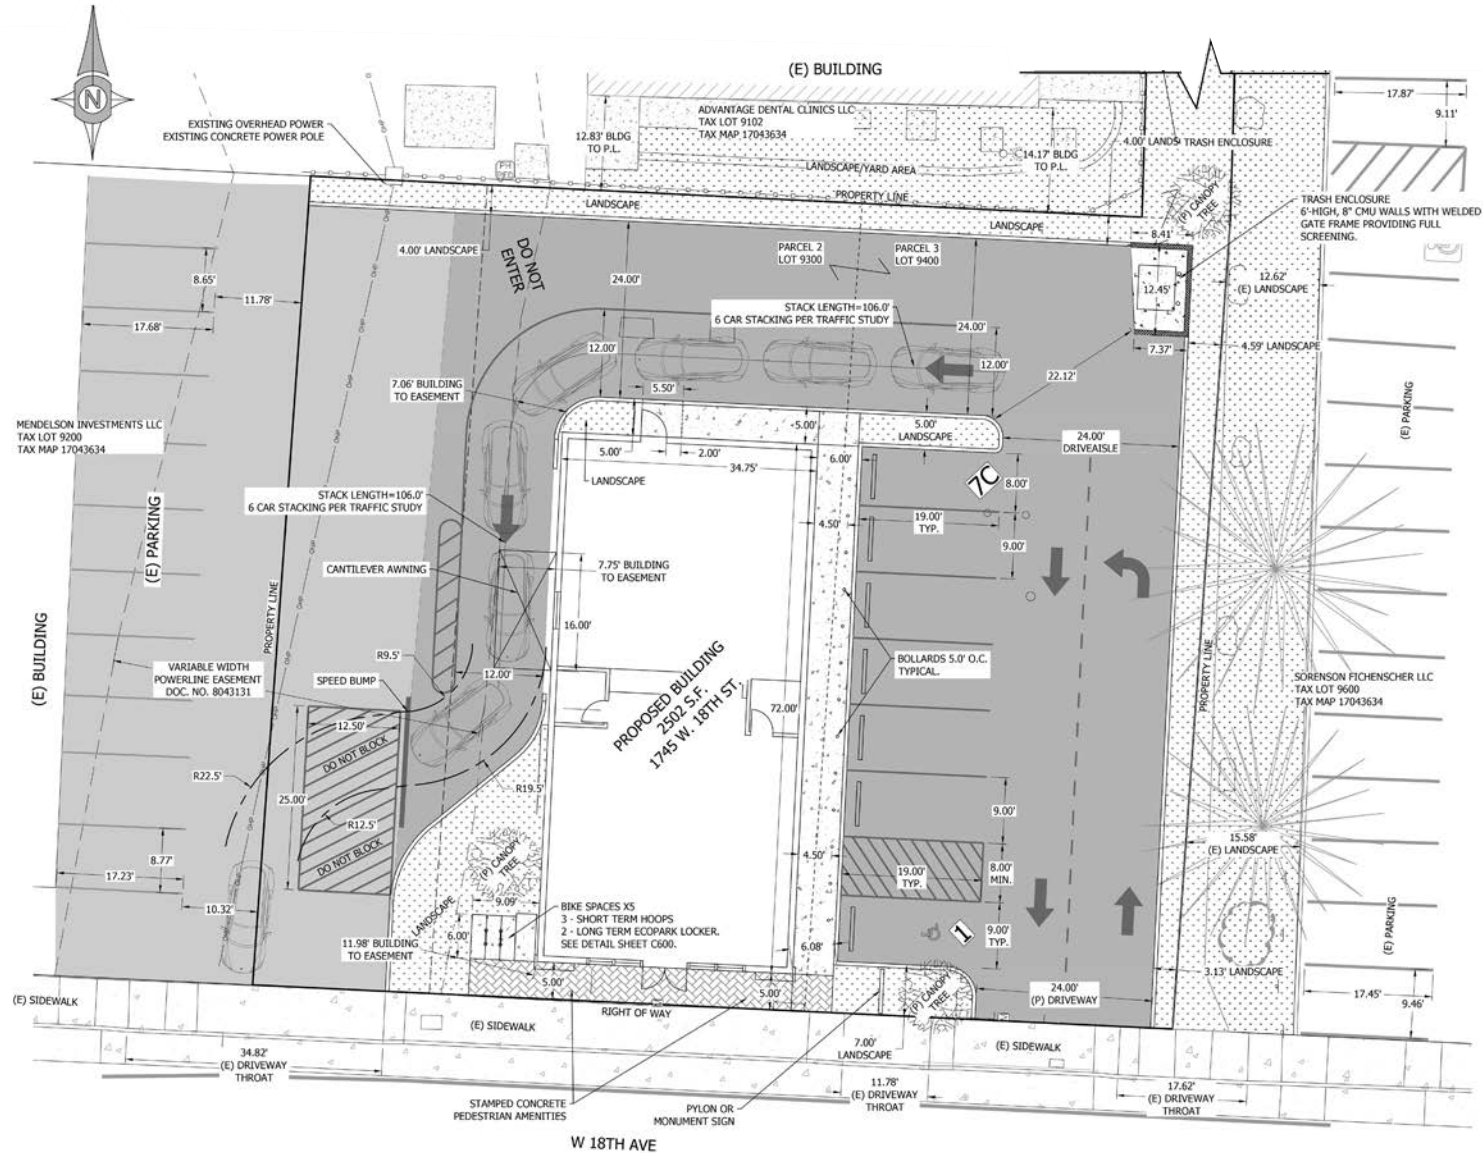 N
(E) BUILDING
17.87'
9.11'
EXISTING OVERHEAD POWER
EXISTING CONCRETE POWER POLE
ADVANTAGE DENTAL CLINICS LLC
TAX LOT 9102
TAX MAP 17043634
12.83' BLDG
TO P.L.
14.17' BLDG
TO P.L.
4.00' LANDS
TRASH ENCLOSURE
LANDSCAPE/YARD AREA
PROPERTY LINE
LANDSCAPE
LANDSCAPE
(P) CANOPY
TREE
TRASH ENCLOSURE
6'-HIGH, 8" CMU WALLS WITH WELDED
GATE FRAME PROVIDING FULL
SCREENING.
8.41'
4.00' LANDSCAPE
DO NOT
ENTER
PARCEL 2
LOT 9300
PARCEL 3
LOT 9400
8.65'
11.78'
24.00'
12.45'
12.62'
(E) LANDSCAPE
17.68'
STACK LENGTH=106.0'
6 CAR STACKING PER TRAFFIC STUDY
24.00'
12.00'
12.00'
7.37'
4.59' LANDSCAPE
22.12'
7.06' BUILDING
TO EASEMENT
5.50'
MENDELSON INVESTMENTS LLC
TAX LOT 9200
TAX MAP 17043634
5.00'
5.00'
LANDSCAPE
24.00'
DRIVEAISLE
(E) PARKING
5.00'
2.00'
34.75'
6.00'
LANDSCAPE
7C
8.00'
STACK LENGTH=106.0'
6 CAR STACKING PER TRAFFIC STUDY
4.50'
19.00'
TYP.
9.00'
(E) PARKING
CANTILEVER AWNING
7.75' BUILDING
TO EASEMENT
PROPERTY LINE
16.00'
(E) BUILDING
R9.5'
VARIABLE WIDTH
POWERLINE EASEMENT
DOC. NO. 8043131
SPEED BUMP
12.00'
PROPOSED BUILDING
2502 S.F.
1745 W. 18TH ST.
72.00'
BOLLARDS 5.0' O.C.
TYPICAL.
PROPERTY LINE
SORENSON FICHENSCHER LLC
TAX LOT 9600
TAX MAP 17043634
12.50'
DO NOT BLOCK
R22.5'
25.00'
R19.5'
R12.5'
9.00'
DO NOT BLOCK
15.58'
(E) LANDSCAPE
8.77'
17.23'
10.32'
(P) CANOPY
TREE
4.50'
19.00'
TYP.
8.00'
MIN.
9.09'
LANDSCAPE
BIKE SPACES X5
3 - SHORT TERM HOOPS
2 - LONG TERM ECOPARK LOCKER.
SEE DETAIL SHEET C600.
6.00'
11.98' BUILDING
TO EASEMENT
6.08'
1
9.00'
TYP.
(E) PARKING
3.13' LANDSCAPE
5.00'
5.00'
(P) CANOPY
TREE
24.00'
(P) DRIVEWAY
17.45'
9.46'
(E) SIDEWALK
RIGHT OF WAY
(E) SIDEWALK
(E) SIDEWALK
7.00'
LANDSCAPE
34.82'
(E) DRIVEWAY
THROAT
11.78'
(E) DRIVEWAY
THROAT
17.62'
(E) DRIVEWAY
THROAT
STAMPED CONCRETE
PEDESTRIAN AMENITIES
PYLON OR
MONUMENT SIGN
W 18TH AVE